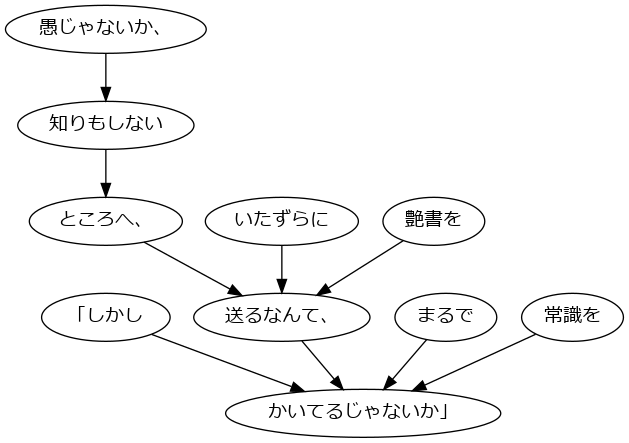 愚じゃないか、
知りもしない
ところへ、 いたずらに 艶書を
「しかし 送るなんて、 まるで 常識を
かいてるじゃないか」